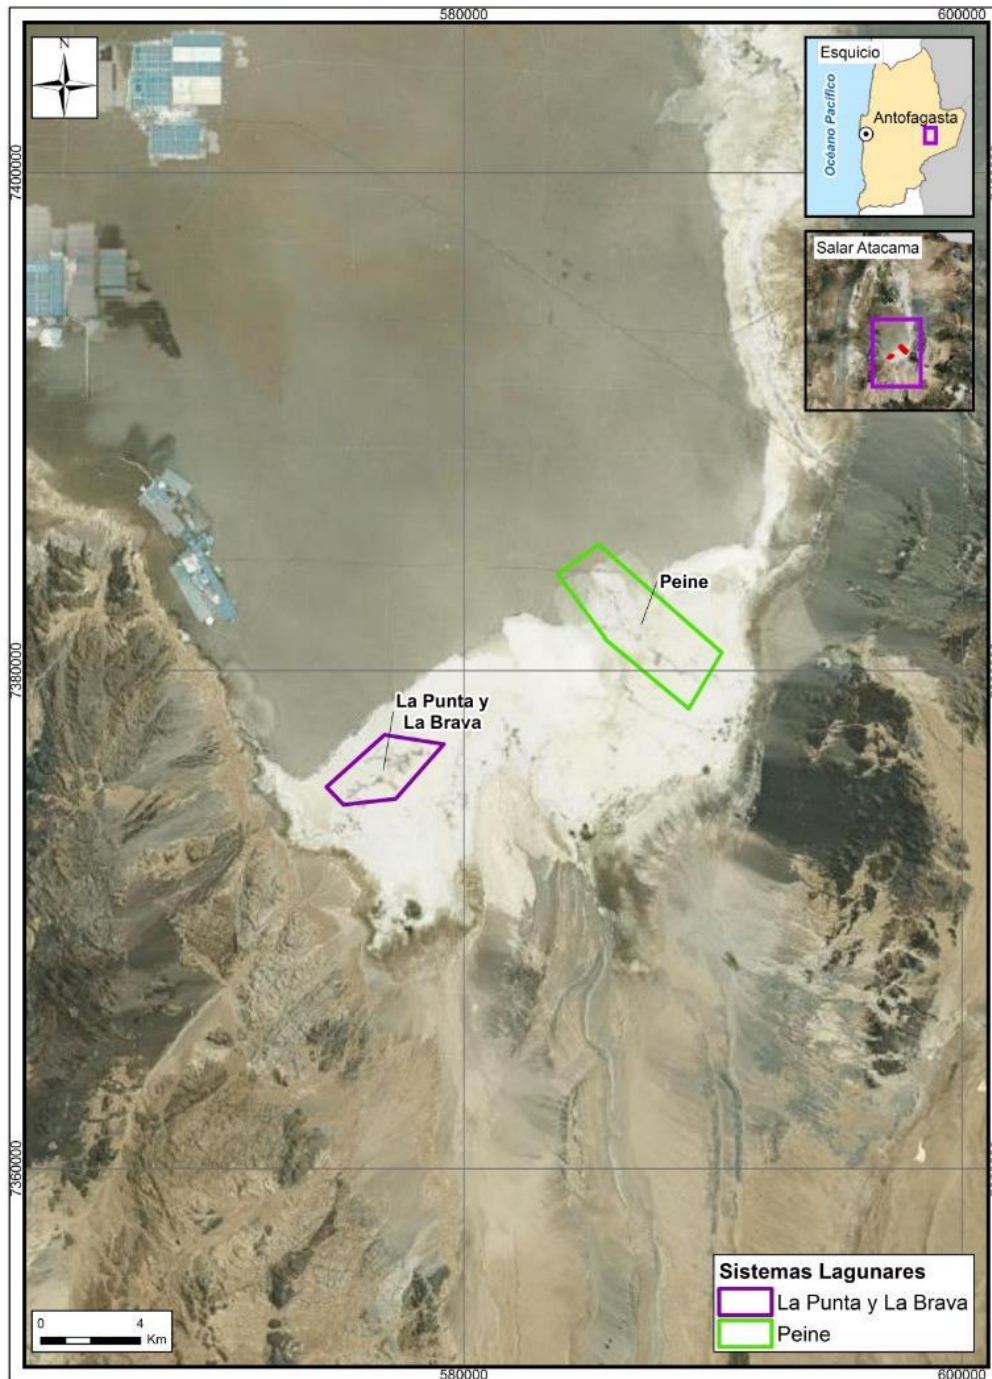 580000
600000
N
Esquicio
Océano Pacífico
Antofagasta
7400000
Salar Atacama
Peine
7380000
La Punta y
La Brava
7360000
Sistemas Lagunares
La Punta y La Brava
Peine
0
4
Km
580000
600000